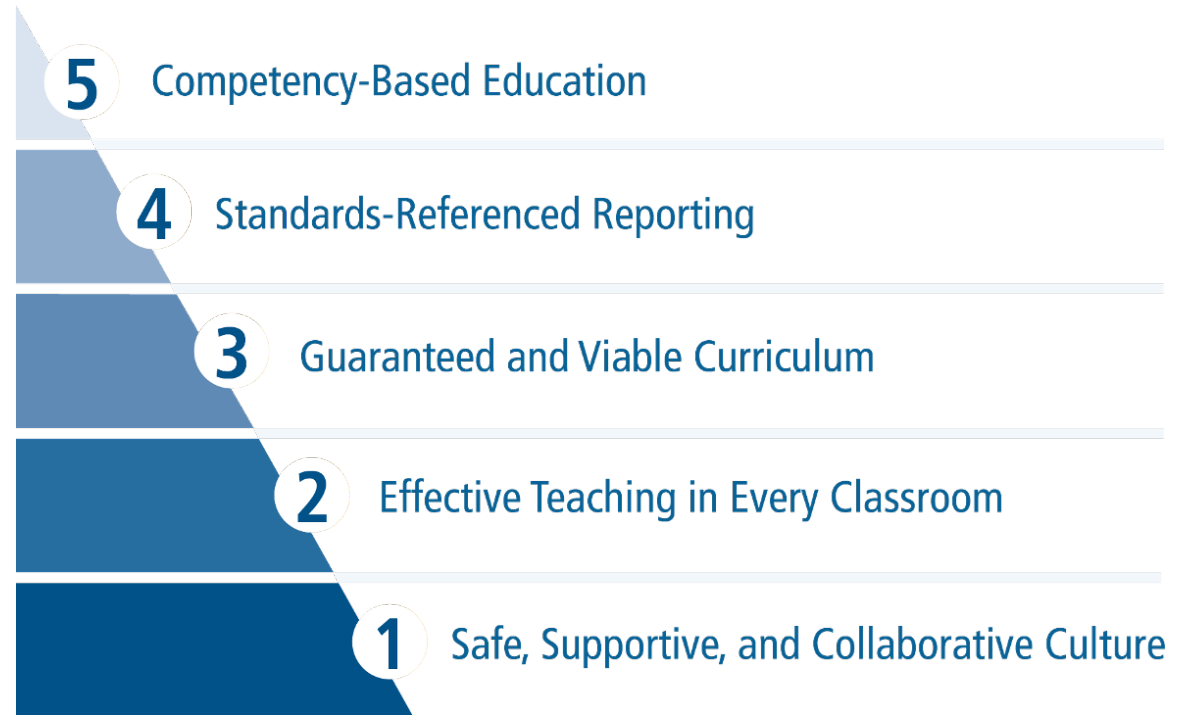 5 Competency-Based Education
4 Standards-Referenced Reporting
3 Guaranteed and Viable Curriculum
2 Effective Teaching in Every Classroom
1 Safe, Supportive, and Collaborative Culture